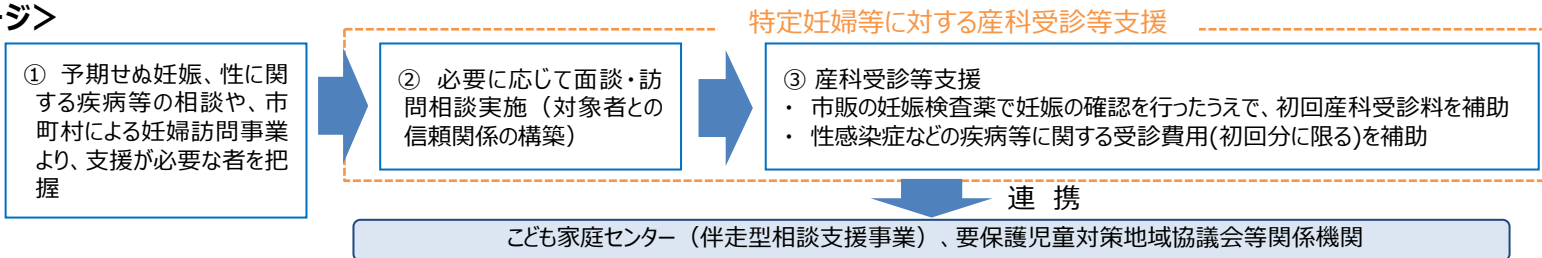 ージ＞
特定妊婦等に対する産科受診等支援
① 予期せぬ妊娠、性に関
する疾病等の相談や、市
町村による妊婦訪問事業
より、支援が必要な者を把
握
② 必要に応じて面談・訪
問相談実施（対象者との
信頼関係の構築）
③ 産科受診等支援
・ 市販の妊娠検査薬で妊娠の確認を行ったうえで、初回産科受診料を補助
・ 性感染症などの疾病等に関する受診費用(初回分に限る)を補助
連 携
こども家庭センター（伴走型相談支援事業）、要保護児童対策地域協議会等関係機関